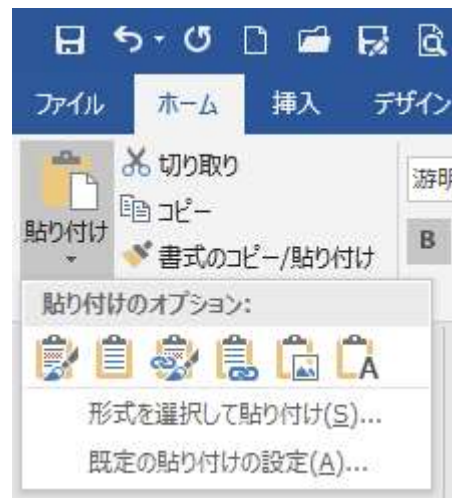 ファイル ホーム 挿入 デザイン
切り取り
コピー
貼り付け
書式のコピー/貼り付け
游明
B
貼り付けのオプション:
A
形式を選択して貼り付け(S)...
既定の貼り付けの設定(A)...